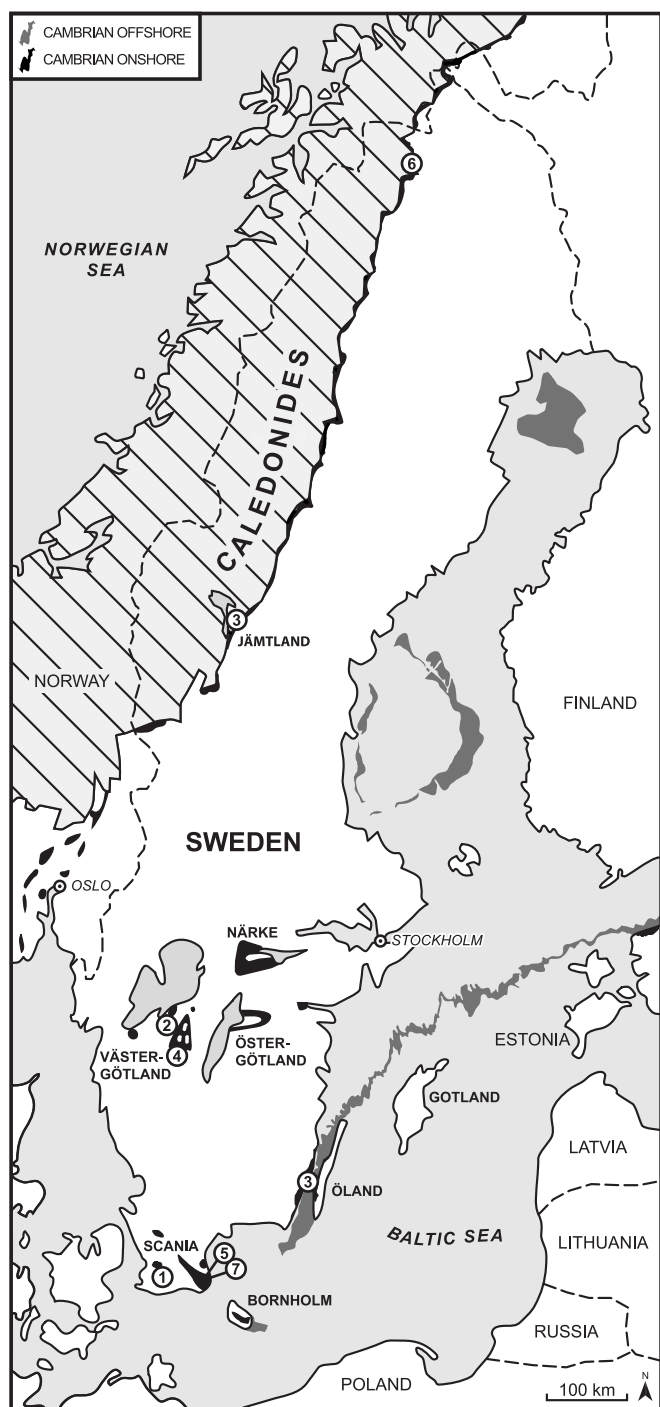 CAMBRIAN OFFSHORE
CAMBRIAN ONSHORE
6
NORWEGIAN
SEA
CALEDONIDES
3
JÄMTLAND
NORWAY
FINLAND
SWEDEN
OSLO
NÄRKE
STOCKHOLM
2
VÄSTER-
GÖTLAND
4
ÖSTER-
GÖTLAND
ESTONIA
GOTLAND
LATVIA
3
ÖLAND
BALTIC SEA
LITHUANIA
SCANIA
5
7
1
BORNHOLM
RUSSIA
POLAND
N
100 km